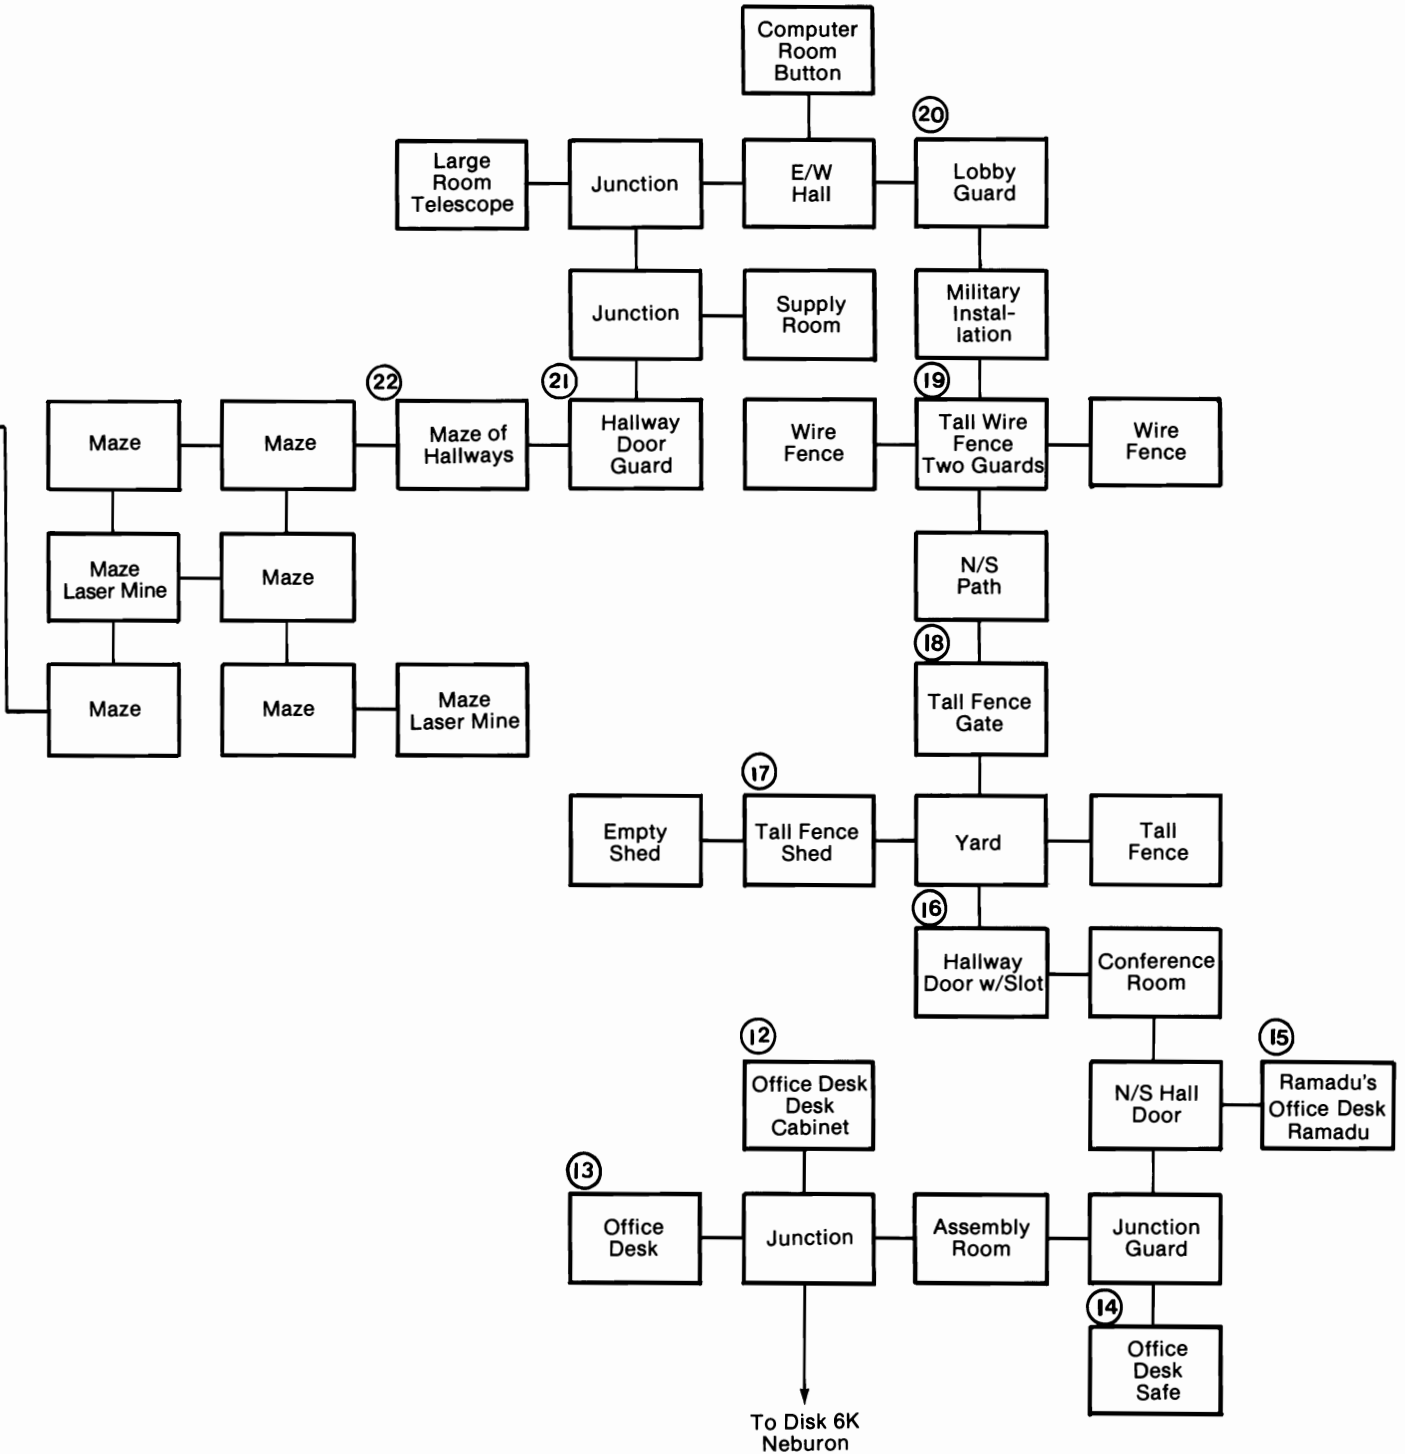 Computer
Room
Button
20
Large
Room
Telescope
Junction
E/W
Hall
Lobby
Guard
Junction
Supply
Room
Military
Instal-
lation
22
21
19
Maze
Maze
Maze of
Hallways
Hallway
Door
Guard
Wire
Fence
Tall Wire
Fence
Two Guards
Wire
Fence
Maze
Laser Mine
Maze
N/S
Path
18
Maze
Maze
Maze
Laser Mine
Tall Fence
Gate
17
Empty
Shed
Tall Fence
Shed
Yard
Tall
Fence
16
Hallway
Door w/Slot
Conference
Room
12
15
Office Desk
Desk
Cabinet
N/S Hall
Door
Ramadu's
Office Desk
Ramadu
13
Office
Desk
Junction
Assembly
Room
Junction
Guard
14
Office
Desk
Safe
To Disk 6K
Neburon